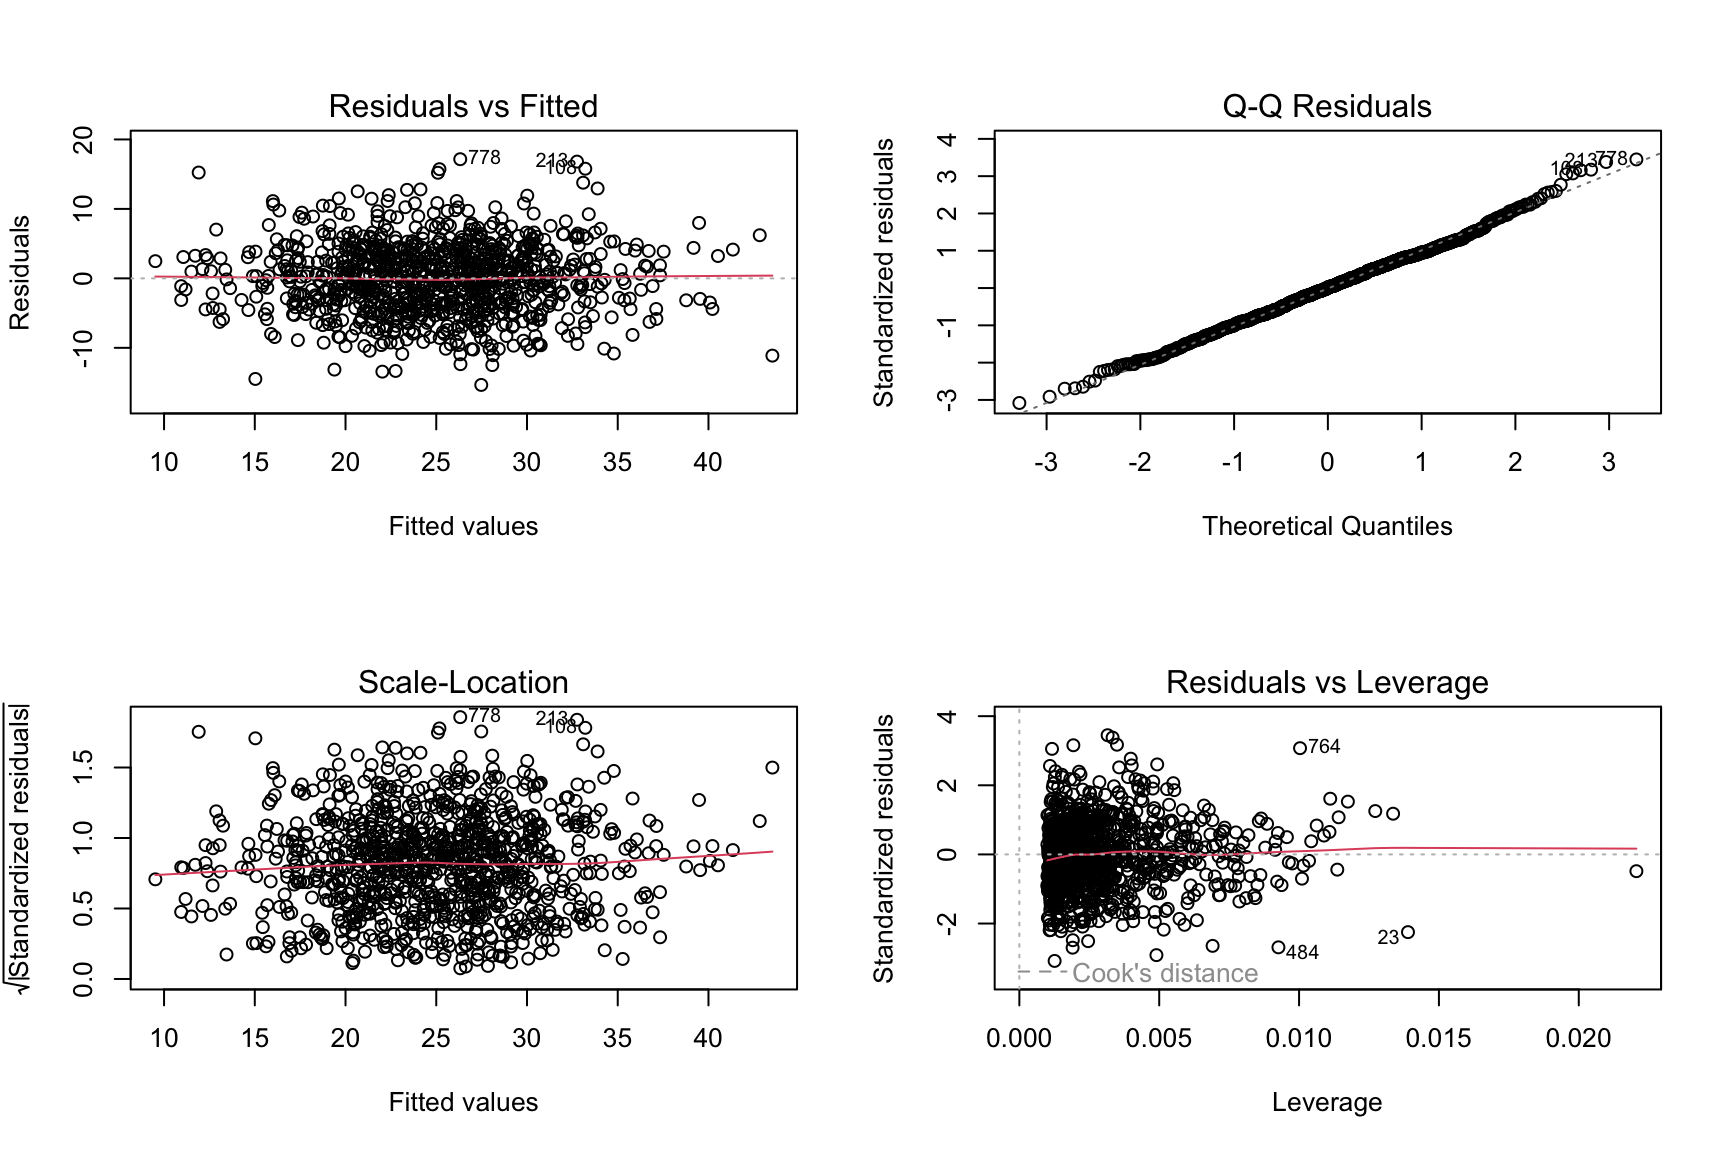 Residuals vs Fitted
Residuals
20
10
0
-10
778
213
108
10 15 20 25 30 35 40
Fitted values
Q-Q Residuals
Standardized residuals
4
3
2
1
-1
-3
108
213
778
-3 -2 -1 0 1 2 3
Theoretical Quantiles
Scale-Location
√|Standardized residuals|
1.5
1.0
0.5
0.0
778
213
108
10 15 20 25 30 35 40
Fitted values
Residuals vs Leverage
Standardized residuals
4
2
0
-2
764
23
484
Cook's distance
0.000 0.005 0.010 0.015 0.020
Leverage